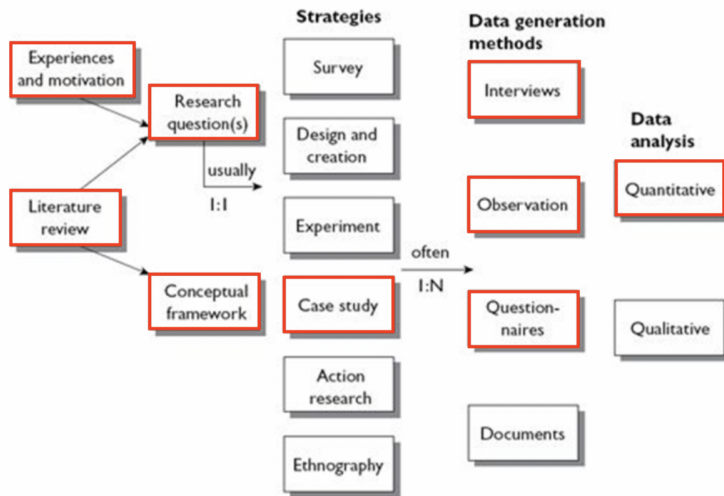 Strategies
Data generation
methods
Experiences
and motivation
Survey
Interviews
Research
question(s)
Data
analysis
Design and
creation
usually
1:1
Literature
review
Observation
Quantitative
Experiment
often
1:N
Conceptual
framework
Case study
Question-
naires
Qualitative
Action
research
Documents
Ethnography